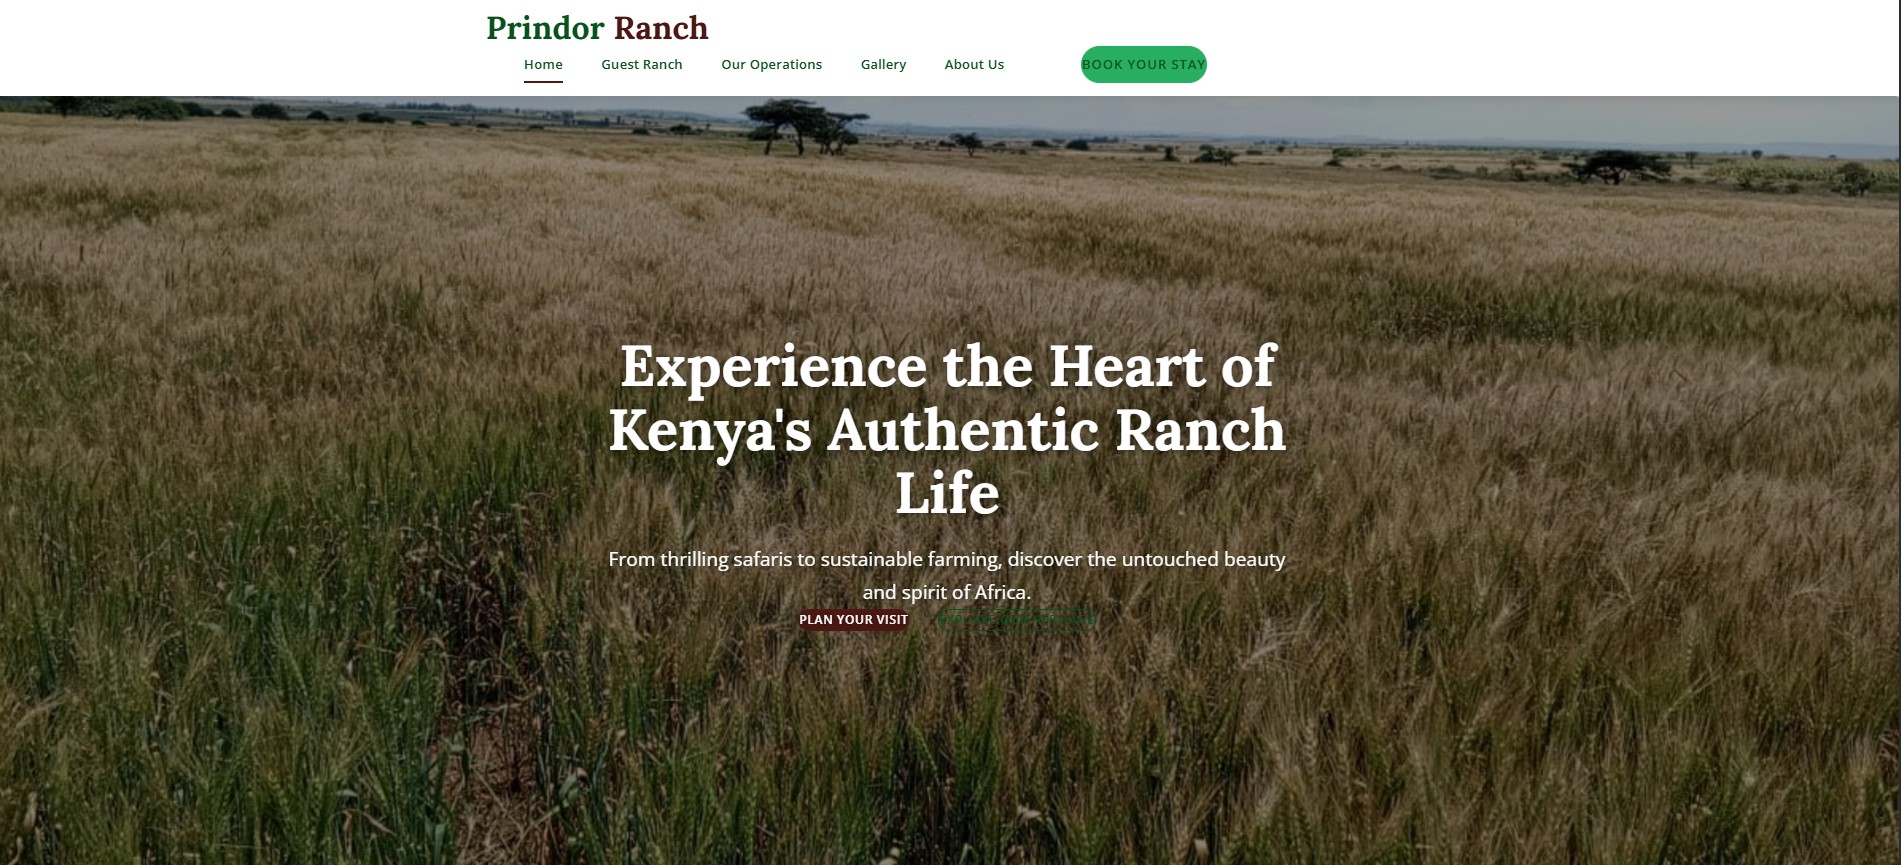 Prindor Ranch
Home Guest Ranch Our Operations Gallery About Us BOOK YOUR STAY
Experience the Heart of
Kenya's Authentic Ranch
Life
From thrilling safaris to sustainable farming, discover the untouched beauty
and spirit of Africa.
PLAN YOUR VISIT